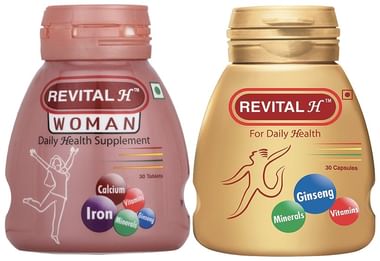 REVITAL H™
WOMAN
Daily Health Supplement
30 Tablets
Calcium
Vitamins
Iron
Minerals
Ginseng
REVITAL H™
For Daily Health
30 Capsules
Ginseng
Minerals
Vitamins